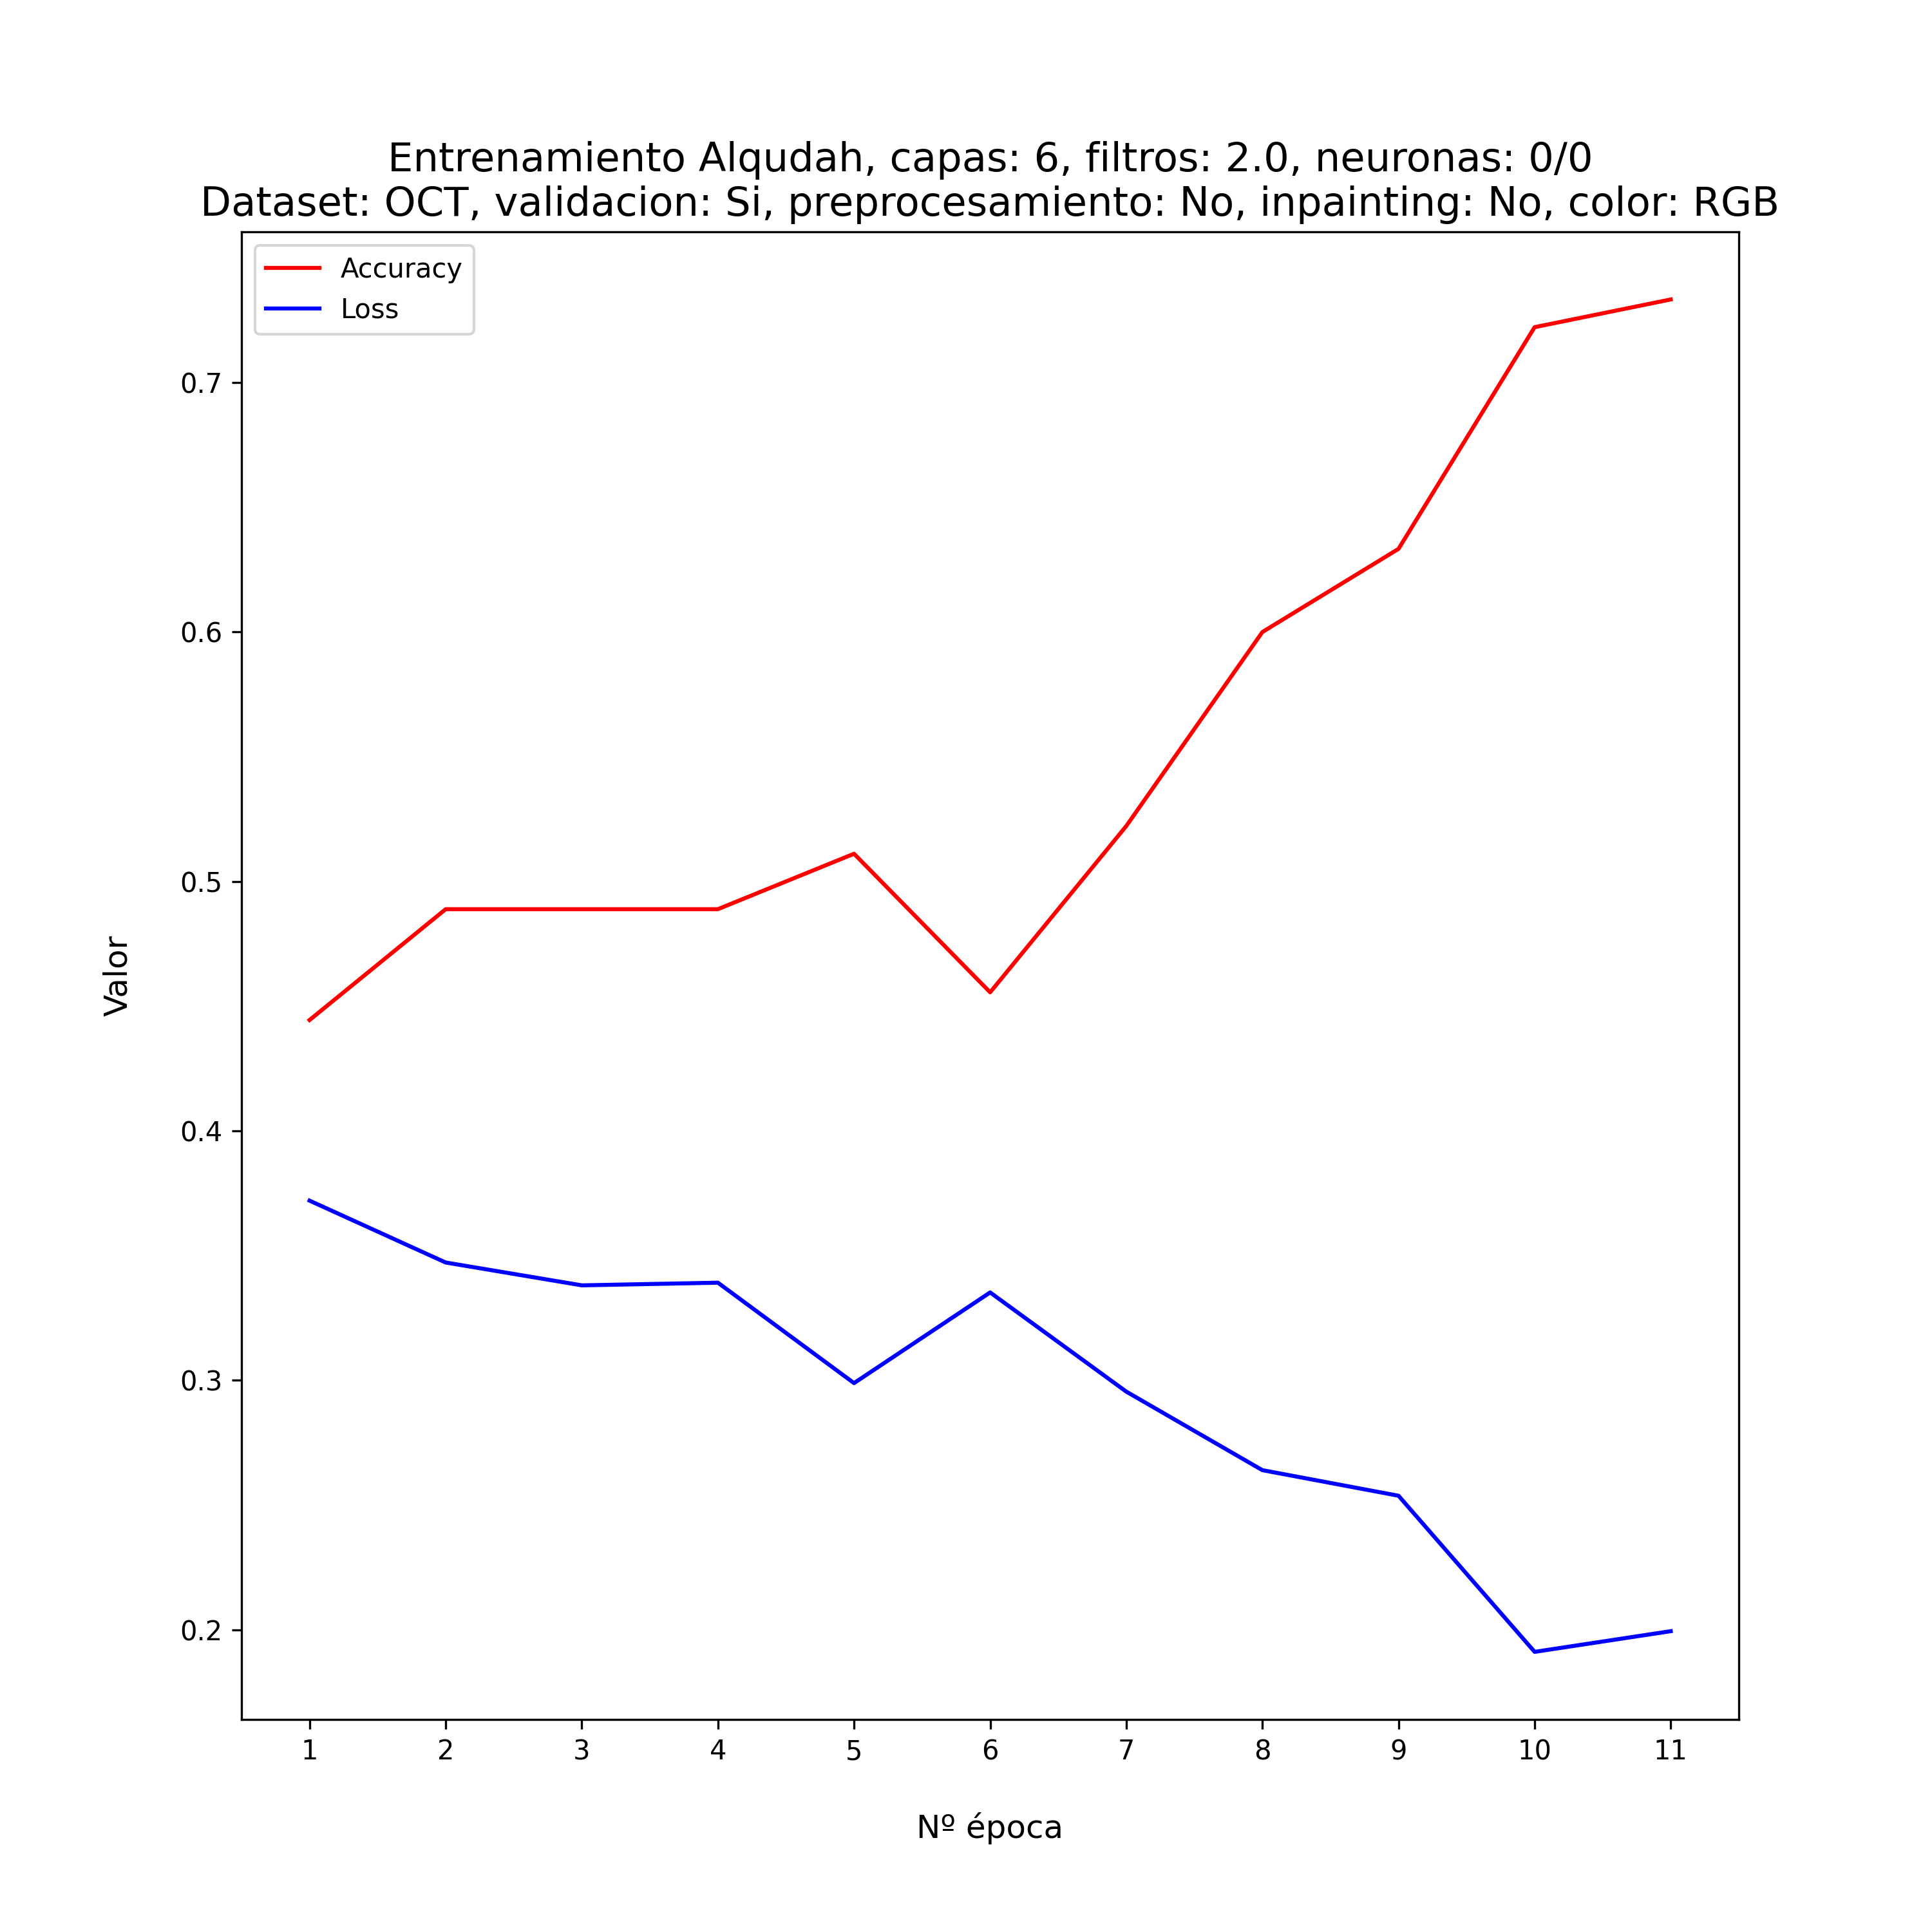 Entrenamiento Alqudah, capas: 6, filtros: 2.0, neuronas: 0/0
Dataset: OCT, validacion: Si, preprocesamiento: No, inpainting: No, color: RGB
Accuracy
Loss
0.7
0.6
0.5
0.4
0.3
0.2
Valor
1 2 3 4 5 6 7 8 9 10 11
Nº época